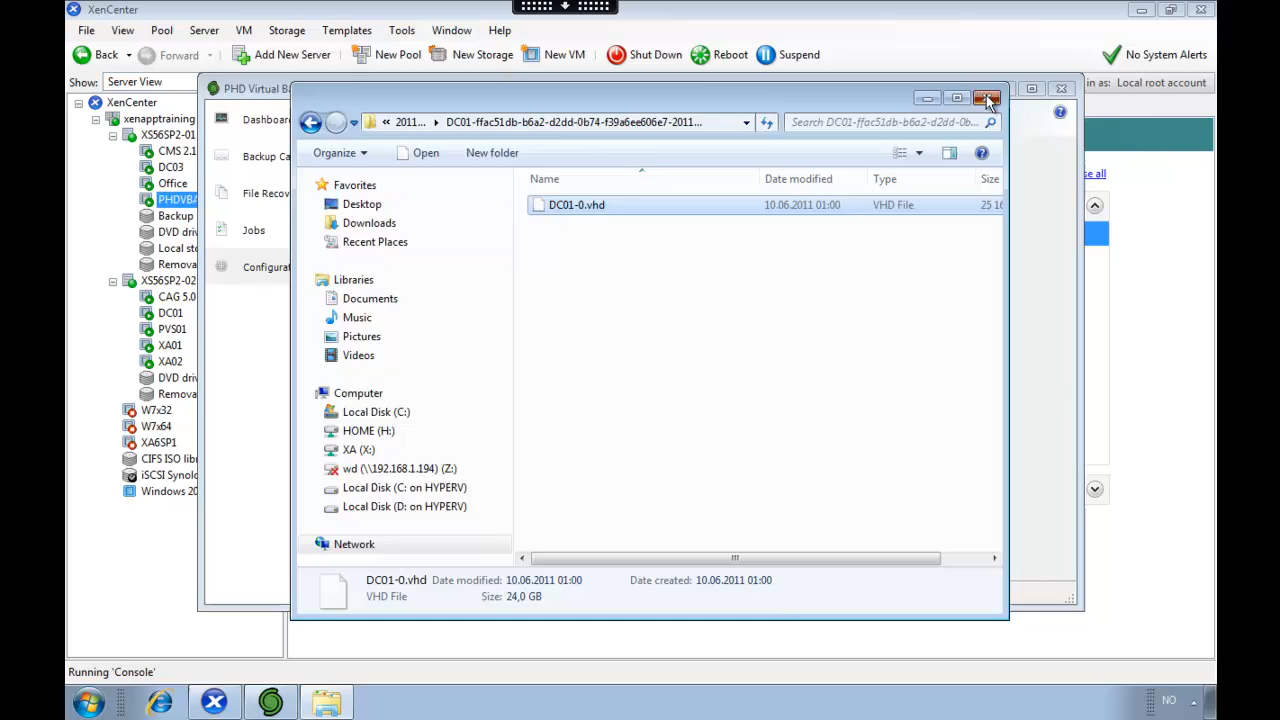 XenCenter
File View Pool Server VM Storage Templates Tools Window Help
Back Forward Add New Server New Pool New Storage New VM Shut Down Reboot Suspend No System Alerts
Show: Server View
in as: Local root account
XenCenter
xenapptraining
XS56SP2-01
CMS 2.1
DC03
Office
PHDVBA
Backup
DVD driv
Local sto
Remova
XS56SP2-02
CAG 5.0
DC01
PVS01
XA01
XA02
DVD driv
Remova
W7x32
W7x64
XA6SP1
CIFS ISO libr
iSCSI Synolo
Windows 20
PHD Virtual Ba
Dashboar
Backup Ca
File Recov
Jobs
Configurat
se all
« 2011... DC01-ffac51db-b6a2-d2dd-0b74-f39a6ee606e7-2011...
Search DC01-ffac51db-b6a2-d2dd-0b...
Organize Open New folder
Favorites
Desktop
Downloads
Recent Places
Libraries
Documents
Music
Pictures
Videos
Computer
Local Disk (C:)
HOME (H:)
XA (X:)
wd (\\192.168.1.194) (Z:)
Local Disk (C: on HYPERV)
Local Disk (D: on HYPERV)
Network
Name Date modified Type Size
DC01-0.vhd 10.06.2011 01:00 VHD File 25 16
DC01-0.vhd Date modified: 10.06.2011 01:00 Date created: 10.06.2011 01:00
VHD File Size: 24,0 GB
Running 'Console'
NO